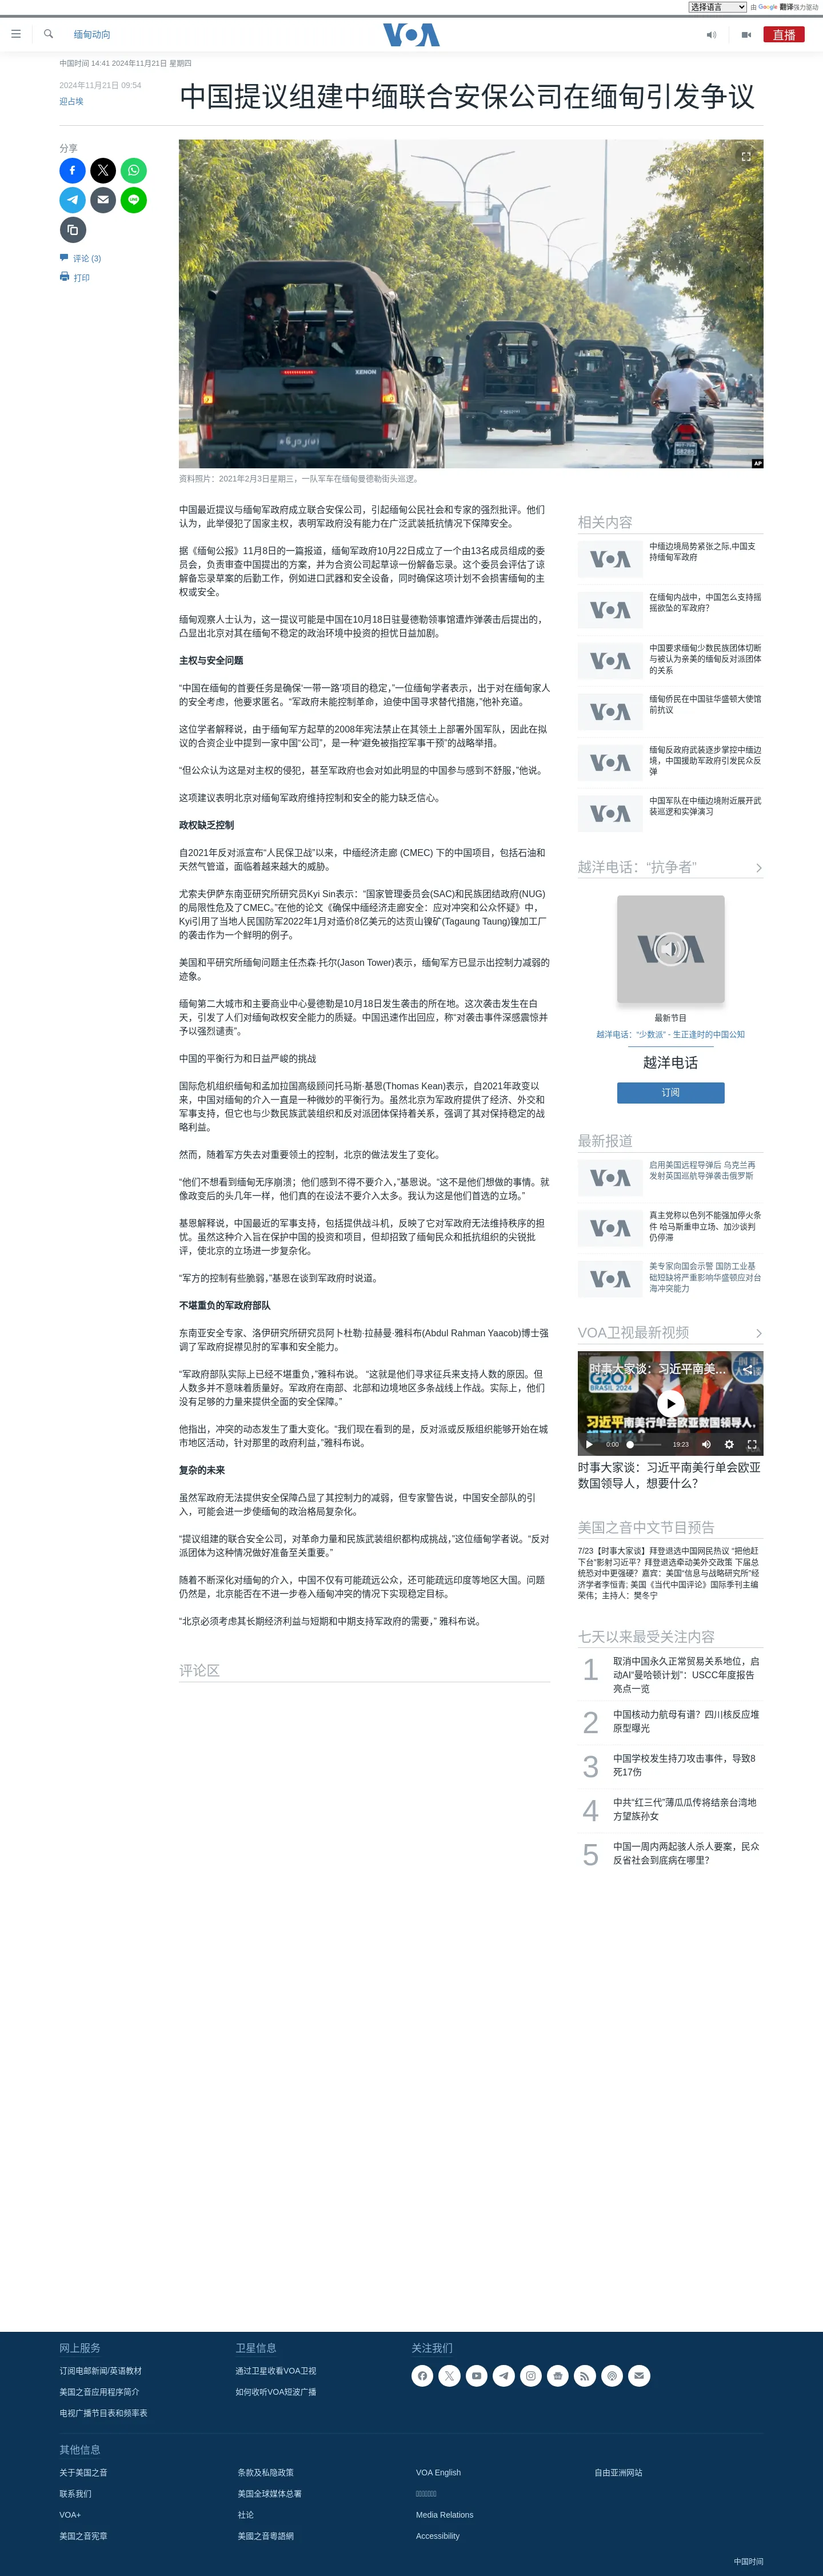 选择语言
由 Google 翻译强力驱动
缅甸动向
VOA
直播
中国时间 14:41 2024年11月21日 星期四
2024年11月21日 09:54
迎占埃
中国提议组建中缅联合安保公司在缅甸引发争议
分享
评论 (3)
打印
XENON
AP
资料照片：2021年2月3日星期三，一队军车在缅甸曼德勒街头巡逻。
中国最近提议与缅甸军政府成立联合安保公司，引起缅甸公民社会和专家的强烈批评。他们
认为，此举侵犯了国家主权，表明军政府没有能力在广泛武装抵抗情况下保障安全。
据《缅甸公报》11月8日的一篇报道，缅甸军政府10月22日成立了一个由13名成员组成的委
员会，负责审查中国提出的方案，并为合资公司起草谅一份解备忘录。这个委员会评估了谅
解备忘录草案的后勤工作，例如进口武器和安全设备，同时确保这项计划不会损害缅甸的主
权或安全。
缅甸观察人士认为，这一提议可能是中国在10月18日驻曼德勒领事馆遭炸弹袭击后提出的，
凸显出北京对其在缅甸不稳定的政治环境中投资的担忧日益加剧。
主权与安全问题
“中国在缅甸的首要任务是确保‘一带一路’项目的稳定，”一位缅甸学者表示，出于对在缅甸家人
的安全考虑，他要求匿名。“军政府未能控制革命，迫使中国寻求替代措施，”他补充道。
这位学者解释说，由于缅甸军方起草的2008年宪法禁止在其领土上部署外国军队，因此在拟
议的合资企业中提到一家中国“公司”，是一种“避免被指控军事干预”的战略举措。
“但公众认为这是对主权的侵犯，甚至军政府也会对如此明显的中国参与感到不舒服，”他说。
这项建议表明北京对缅甸军政府维持控制和安全的能力缺乏信心。
政权缺乏控制
自2021年反对派宣布“人民保卫战”以来，中缅经济走廊 (CMEC) 下的中国项目，包括石油和
天然气管道，面临着越来越大的威胁。
尤索夫伊萨东南亚研究所研究员Kyi Sin表示：“国家管理委员会(SAC)和民族团结政府(NUG)
的局限性危及了CMEC。”在他的论文《确保中缅经济走廊安全：应对冲突和公众怀疑》中，
Kyi引用了当地人民国防军2022年1月对造价8亿美元的达贡山镍矿(Tagaung Taung)镍加工厂
的袭击作为一个鲜明的例子。
美国和平研究所缅甸问题主任杰森·托尔(Jason Tower)表示，缅甸军方已显示出控制力减弱的
迹象。
缅甸第二大城市和主要商业中心曼德勒是10月18日发生袭击的所在地。这次袭击发生在白
天，引发了人们对缅甸政权安全能力的质疑。中国迅速作出回应，称“对袭击事件深感震惊并
予以强烈谴责”。
中国的平衡行为和日益严峻的挑战
国际危机组织缅甸和孟加拉国高级顾问托马斯·基恩(Thomas Kean)表示，自2021年政变以
来，中国对缅甸的介入一直是一种微妙的平衡行为。虽然北京为军政府提供了经济、外交和
军事支持，但它也与少数民族武装组织和反对派团体保持着关系，强调了其对保持稳定的战
略利益。
然而，随着军方失去对重要领土的控制，北京的做法发生了变化。
“他们不想看到缅甸无序崩溃；他们感到不得不要介入，”基恩说。“这不是他们想做的事情。就
像政变后的头几年一样，他们真的在设法不要介入太多。我认为这是他们首选的立场。”
基恩解释说，中国最近的军事支持，包括提供战斗机，反映了它对军政府无法维持秩序的担
忧。虽然这种介入旨在保护中国的投资和项目，但却招致了缅甸民众和抵抗组织的尖锐批
评，使北京的立场进一步复杂化。
“军方的控制有些脆弱，”基恩在谈到军政府时说道。
不堪重负的军政府部队
东南亚安全专家、洛伊研究所研究员阿卜杜勒·拉赫曼·雅科布(Abdul Rahman Yaacob)博士强
调了军政府捉襟见肘的军事和安全能力。
“军政府部队实际上已经不堪重负，”雅科布说。 “这就是他们寻求征兵来支持人数的原因。但
人数多并不意味着质量好。军政府在南部、北部和边境地区多条战线上作战。实际上，他们
没有足够的力量来提供全面的安全保障。”
他指出，冲突的动态发生了重大变化。“我们现在看到的是，反对派或反叛组织能够开始在城
市地区活动，针对那里的政府利益，”雅科布说。
复杂的未来
虽然军政府无法提供安全保障凸显了其控制力的减弱，但专家警告说，中国安全部队的引
入，可能会进一步使缅甸的政治格局复杂化。
“提议组建的联合安全公司，对革命力量和民族武装组织都构成挑战，”这位缅甸学者说。“反对
派团体为这种情况做好准备至关重要。”
随着不断深化对缅甸的介入，中国不仅有可能疏远公众，还可能疏远印度等地区大国。问题
仍然是，北京能否在不进一步卷入缅甸冲突的情况下实现稳定目标。
“北京必须考虑其长期经济利益与短期和中期支持军政府的需要，” 雅科布说。
评论区
相关内容
VOA
中缅边境局势紧张之际,中国支
持缅甸军政府
VOA
在缅甸内战中，中国怎么支持摇
摇欲坠的军政府？
VOA
中国要求缅甸少数民族团体切断
与被认为亲美的缅甸反对派团体
的关系
VOA
缅甸侨民在中国驻华盛顿大使馆
前抗议
VOA
缅甸反政府武装逐步掌控中缅边
境，中国援助军政府引发民众反
弹
VOA
中国军队在中缅边境附近展开武
装巡逻和实弹演习
越洋电话：“抗争者”
VOA
最新节目
越洋电话：“少数派” - 生正逢时的中国公知
越洋电话
订阅
最新报道
VOA
启用美国远程导弹后 乌克兰再
发射英国巡航导弹袭击俄罗斯
VOA
真主党称以色列不能强加停火条
件 哈马斯重申立场、加沙谈判
仍停滞
VOA
美专家向国会示警 国防工业基
础短缺将严重影响华盛顿应对台
海冲突能力
VOA卫视最新视频
时事大家谈：习近平南美...
G20
BRASIL 2024
习近平南美行单会欧亚数国领导人，
想要什么？
0:00
19:23
时事大家谈：习近平南美行单会欧亚
数国领导人，想要什么？
美国之音中文节目预告
7/23【时事大家谈】拜登退选中国网民热议 “把他赶
下台”影射习近平？拜登退选牵动美外交政策 下届总
统恐对中更强硬？嘉宾：美国“信息与战略研究所”经
济学者李恒青; 美国《当代中国评论》国际季刊主编
荣伟；主持人：樊冬宁
七天以来最受关注内容
1
取消中国永久正常贸易关系地位，启
动AI“曼哈顿计划”：USCC年度报告
亮点一览
2
中国核动力航母有谱？四川核反应堆
原型曝光
3
中国学校发生持刀攻击事件，导致8
死17伤
4
中共“红三代”薄瓜瓜传将结亲台湾地
方望族孙女
5
中国一周内两起骇人杀人要案，民众
反省社会到底病在哪里？
网上服务
订阅电邮新闻/英语教材
美国之音应用程序简介
电视广播节目表和频率表
卫星信息
通过卫星收看VOA卫视
如何收听VOA短波广播
关注我们
其他信息
关于美国之音
条款及私隐政策
VOA English
自由亚洲网站
联系我们
美国全球媒体总署
VOA+
社论
Media Relations
美国之音宪章
美國之音粵語網
Accessibility
中国时间